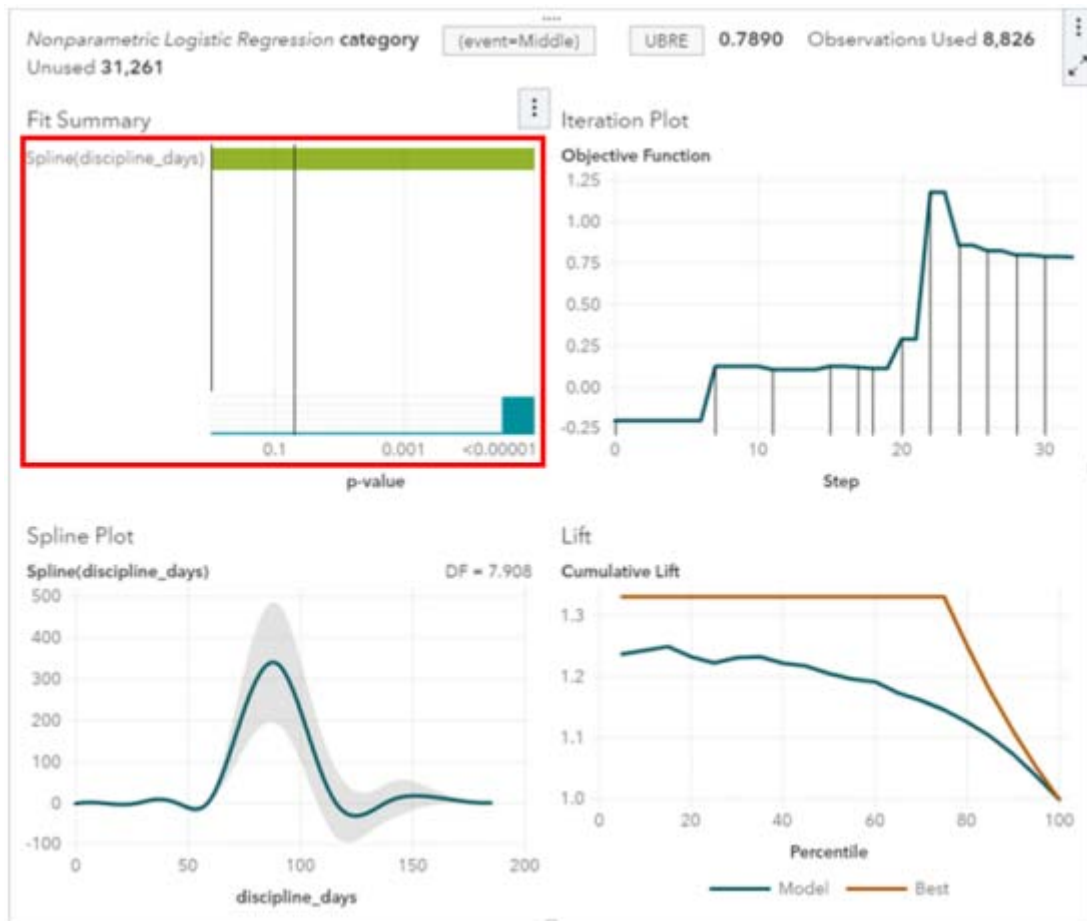 Nonparametric Logistic Regression category (event=Middle) UBRE 0.7890 Observations Used 8,826
Unused 31,261
Fit Summary
Spline(discipline_days)
0.1 0.001 <0.00001
p-value
Iteration Plot
Objective Function
1.25
1.00
0.75
0.50
0.25
0.00
-0.25
0 10 20 30
Step
Spline Plot
Spline(discipline_days) DF = 7.908
500
400
300
200
100
0
-100
0 50 100 150 200
discipline_days
Lift
Cumulative Lift
1.3
1.2
1.1
1.0
0 20 40 60 80 100
Percentile
Model Best